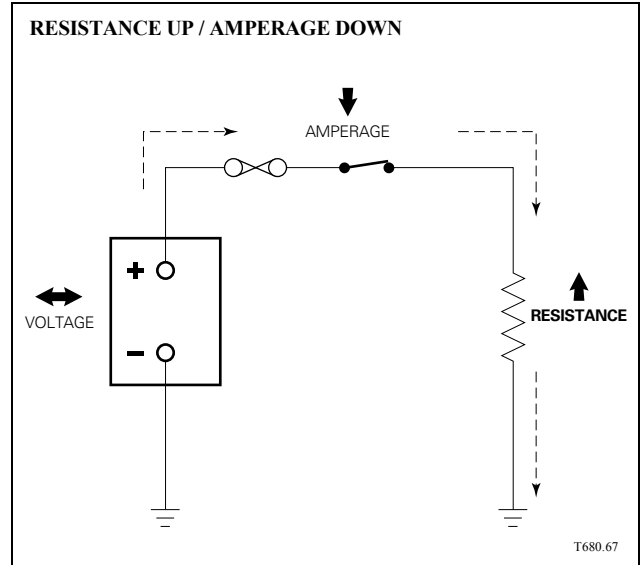 RESISTANCE UP / AMPERAGE DOWN
AMPERAGE
+
VOLTAGE
RESISTANCE
−
T680.67